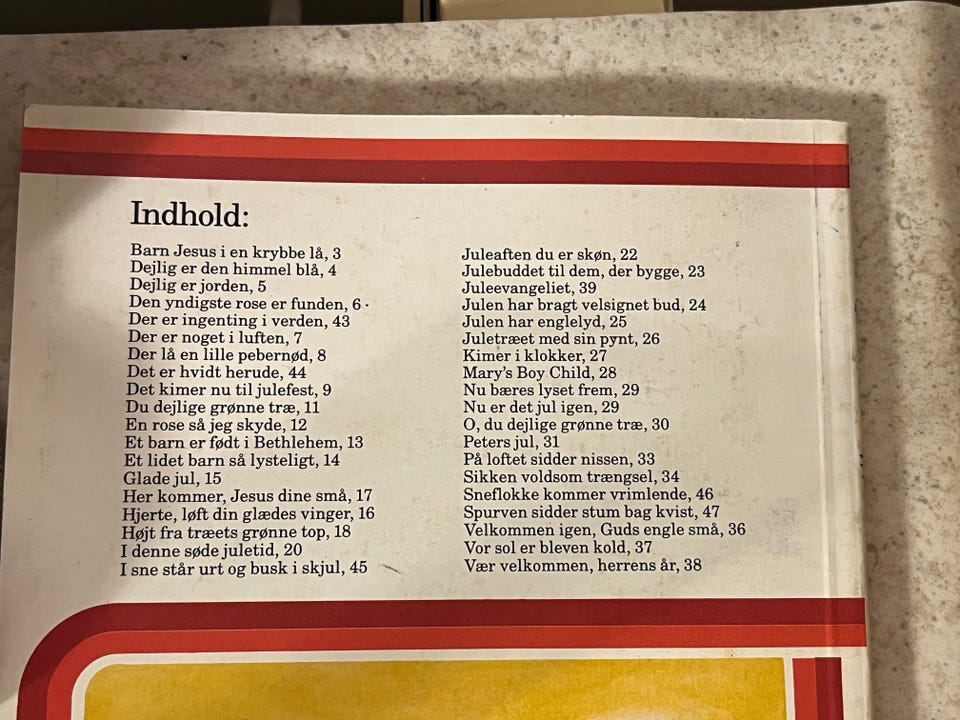 Indhold:
Barn Jesus i en krybbe lå, 3
Dejlig er den himmel blå, 4
Dejlig er jorden, 5
Den yndigste rose er funden, 6
Der er ingenting i verden, 43
Der er noget i luften, 7
Der lå en lille pebernød, 8
Det er hvidt herude, 44
Det kimer nu til julefest, 9
Du dejlige grønne træ, 11
En rose så jeg skyde, 12
Et barn er født i Bethlehem, 13
Et lidet barn så lysteligt, 14
Glade jul, 15
Her kommer, Jesus dine små, 17
Hjerte, løft din glædes vinger, 16
Højt fra træets grønne top, 18
I denne søde juletid, 20
I sne står urt og busk i skjul, 45
Juleaften du er skøn, 22
Julebuddet til dem, der bygge, 23
Juleevangeliet, 39
Julen har bragt velsignet bud, 24
Julen har englelyd, 25
Juletræet med sin pynt, 26
Kimer i klokker, 27
Mary's Boy Child, 28
Nu bæres lyset frem, 29
Nu er det jul igen, 29
O, du dejlige grønne træ, 30
Peters jul, 31
På loftet sidder nissen, 33
Sikken voldsom trængsel, 34
Sneflokke kommer vrimlende, 46
Spurven sidder stum bag kvist, 47
Velkommen igen, Guds engle små, 36
Vor sol er bleven kold, 37
Vær velkommen, herrens år, 38